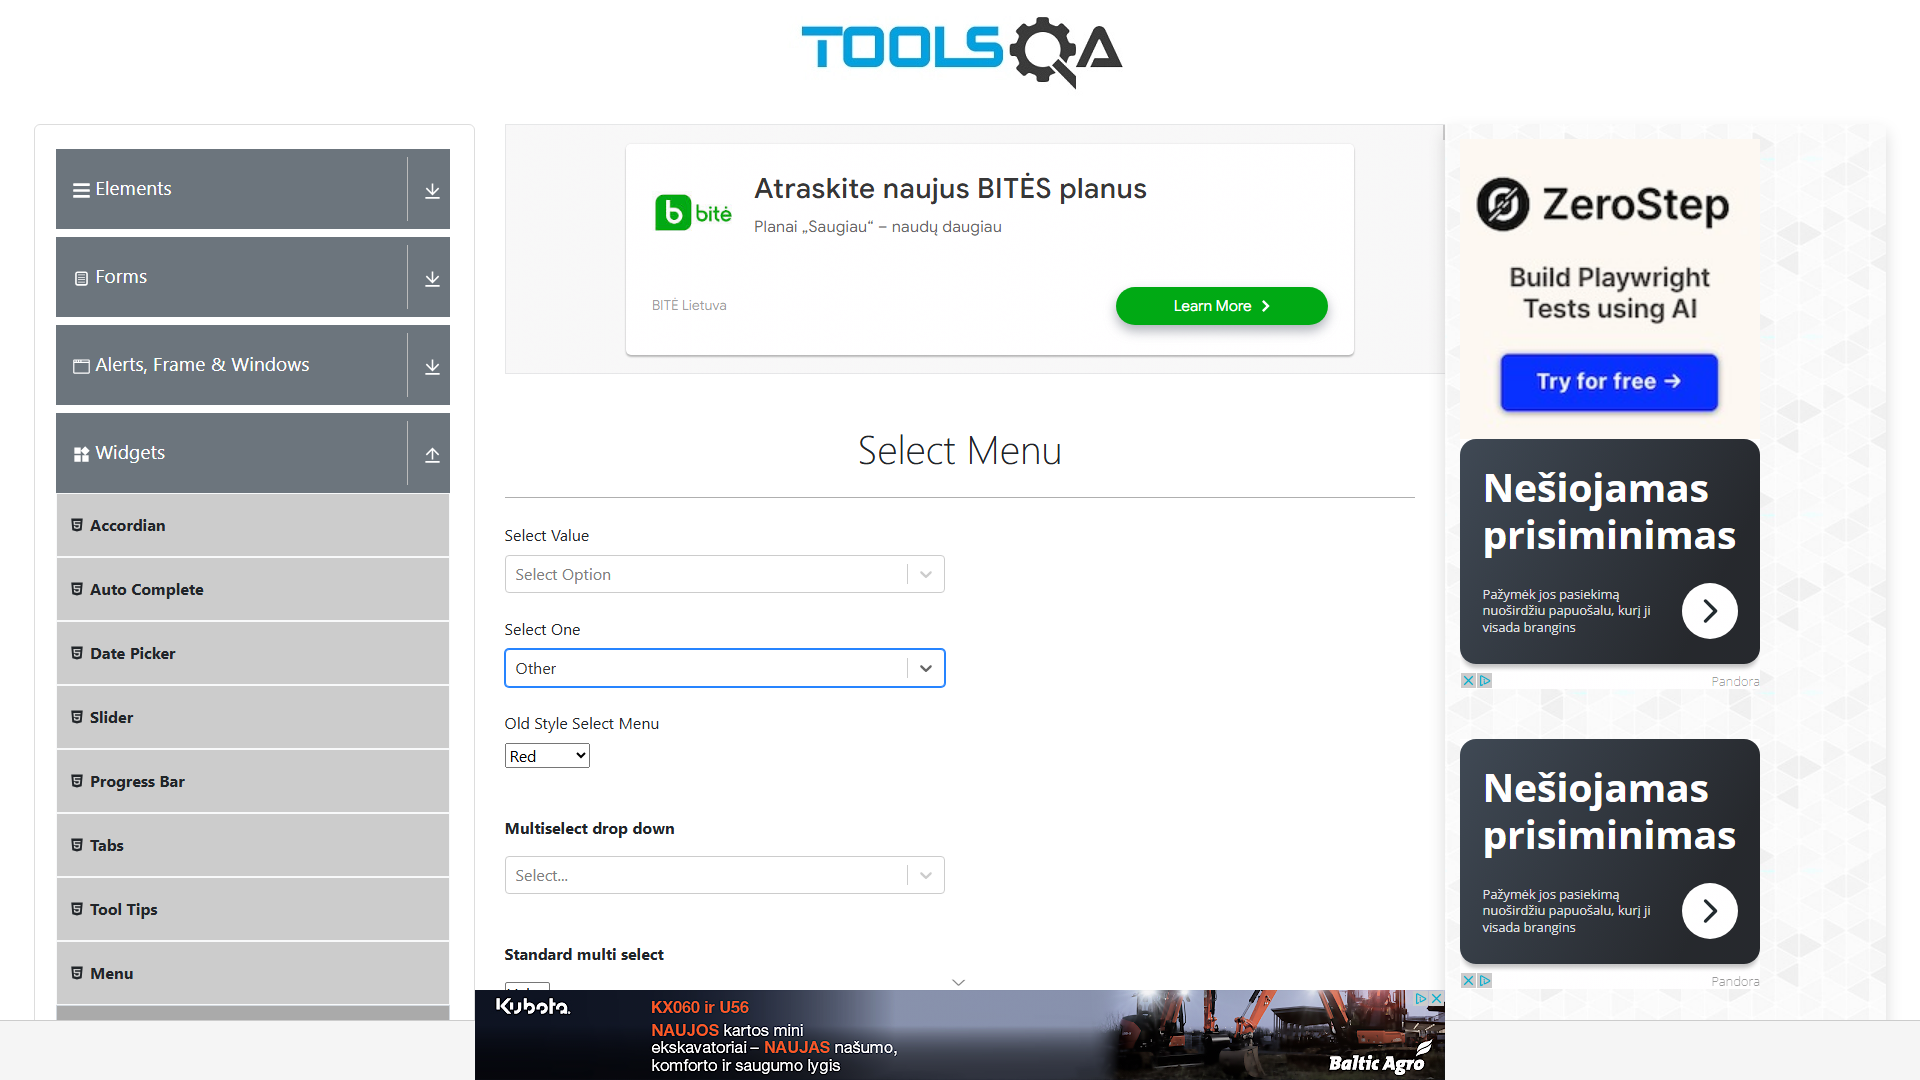 TOOLSQA
Elements
Forms
Alerts, Frame & Windows
Widgets
Accordian
Auto Complete
Date Picker
Slider
Progress Bar
Tabs
Tool Tips
Menu
b bitė
Atraskite naujus BITĖS planus
Planai „Saugiau“ – naudų daugiau
BITĖ Lietuva
Learn More
Select Menu
Select Value
Select Option
Select One
Other
Old Style Select Menu
Red
Multiselect drop down
Select...
Standard multi select
Kubota.
KX060 ir U56
NAUJOS kartos mini
ekskavatoriai – NAUJAS našumo,
komforto ir saugumo lygis
Baltic Agro
ZeroStep
Build Playwright
Tests using AI
Try for free →
Nešiojamas
prisiminimas
Pažymėk jos pasiekimą
nuoširdžiu papuošalu, kurį ji
visada brangins
Pandora
Nešiojamas
prisiminimas
Pažymėk jos pasiekimą
nuoširdžiu papuošalu, kurį ji
visada brangins
Pandora